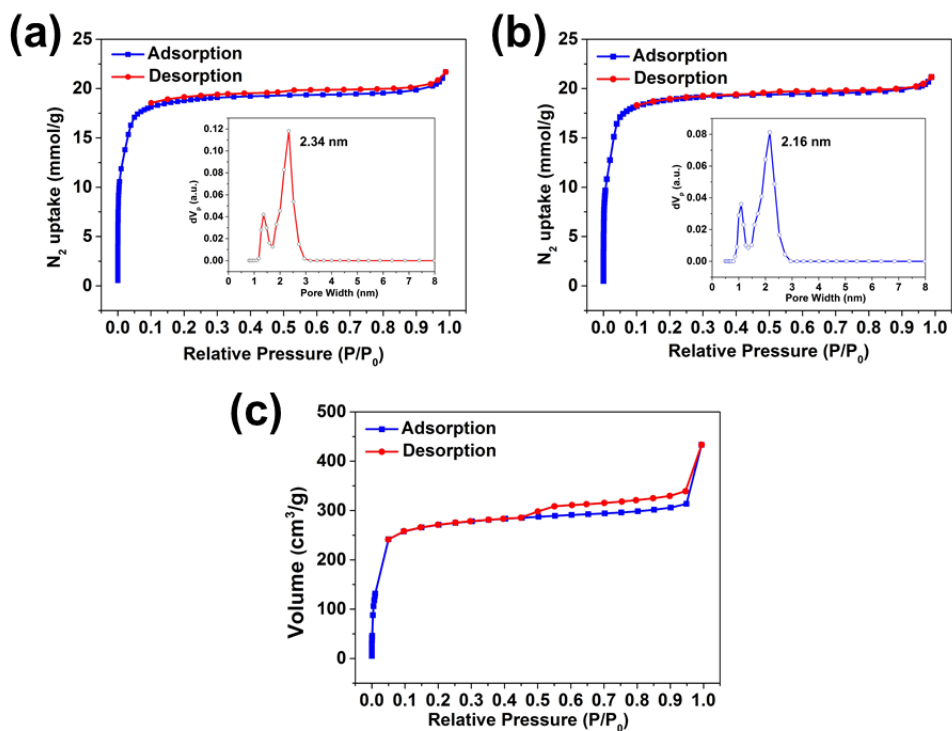 (a)
25
20
15
10
5
0
N₂ uptake (mmol/g)
Adsorption
Desorption
0.12
0.10
0.08
0.06
0.04
0.02
0.00
dVₚ (a.u.)
2.34 nm
0 1 2 3 4 5 6 7 8
Pore Width (nm)
0.0 0.1 0.2 0.3 0.4 0.5 0.6 0.7 0.8 0.9 1.0
Relative Pressure (P/P₀)
(b)
25
20
15
10
5
0
N₂ uptake (mmol/g)
Adsorption
Desorption
0.10
0.08
0.06
0.04
0.02
0.00
dVₚ (a.u.)
2.16 nm
0 1 2 3 4 5 6 7 8
Pore Width (nm)
0.0 0.1 0.2 0.3 0.4 0.5 0.6 0.7 0.8 0.9 1.0
Relative Pressure (P/P₀)
(c)
500
400
300
200
100
0
Volume (cm³/g)
Adsorption
Desorption
0.0 0.1 0.2 0.3 0.4 0.5 0.6 0.7 0.8 0.9 1.0
Relative Pressure (P/P₀)